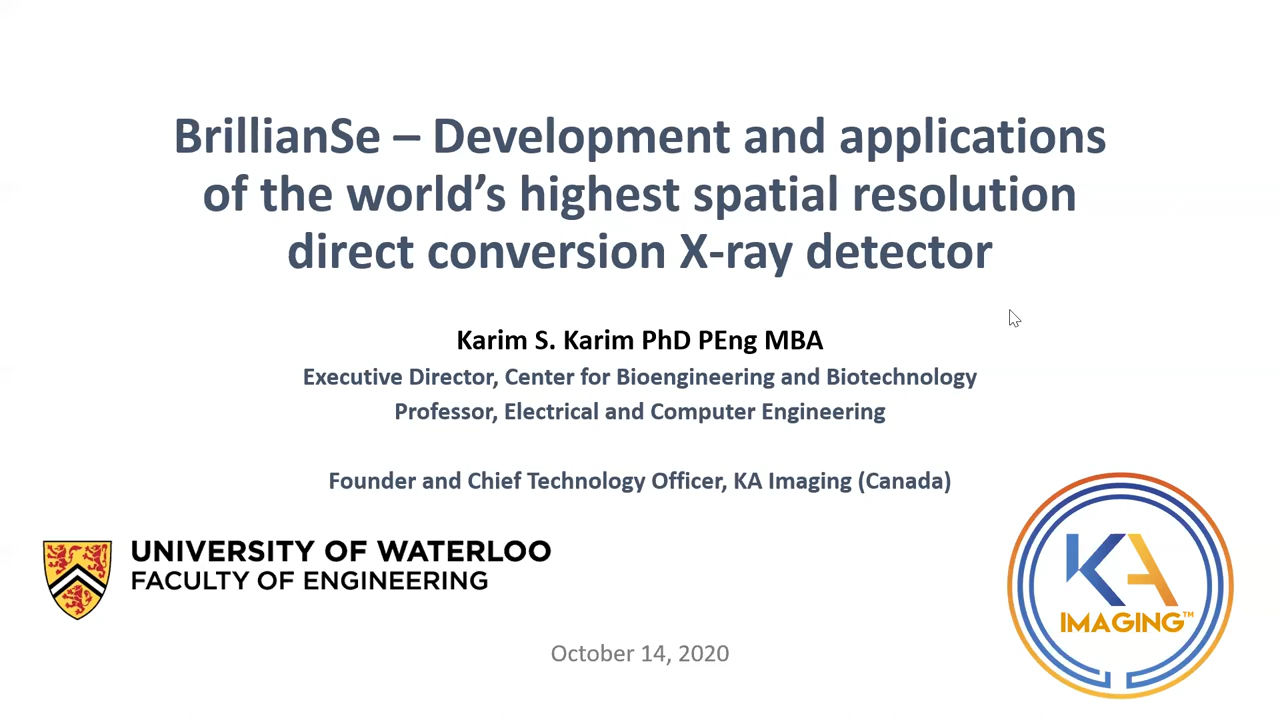 BrillianSe – Development and applications
of the world’s highest spatial resolution
direct conversion X-ray detector
Karim S. Karim PhD PEng MBA
Executive Director, Center for Bioengineering and Biotechnology
Professor, Electrical and Computer Engineering
Founder and Chief Technology Officer, KA Imaging (Canada)
UNIVERSITY OF WATERLOO
FACULTY OF ENGINEERING
KA
IMAGING™
October 14, 2020